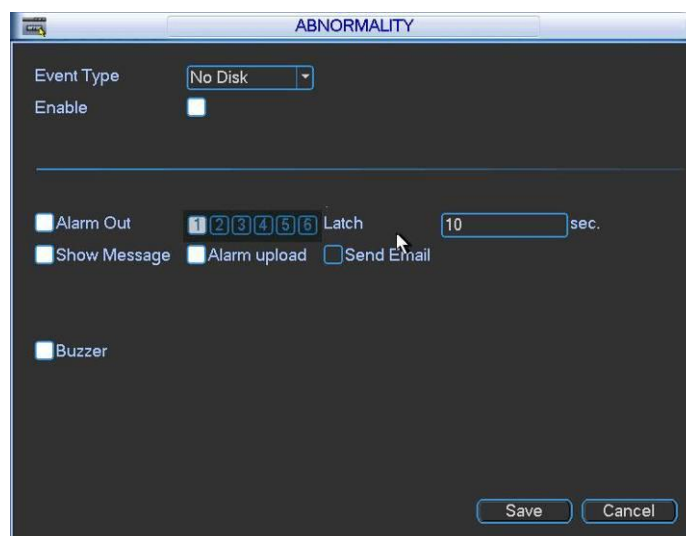 ABNORMALITY
Event Type No Disk
Enable
Alarm Out 1 2 3 4 5 6 Latch 10 sec.
Show Message Alarm upload Send Email
Buzzer
Save Cancel